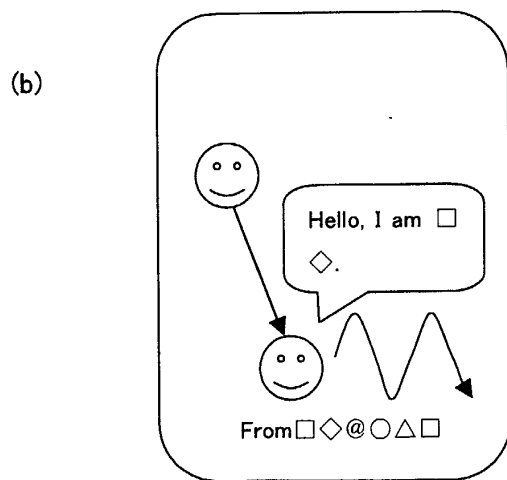 (b)
Hello, I am □
◇.
From□◇@○△□